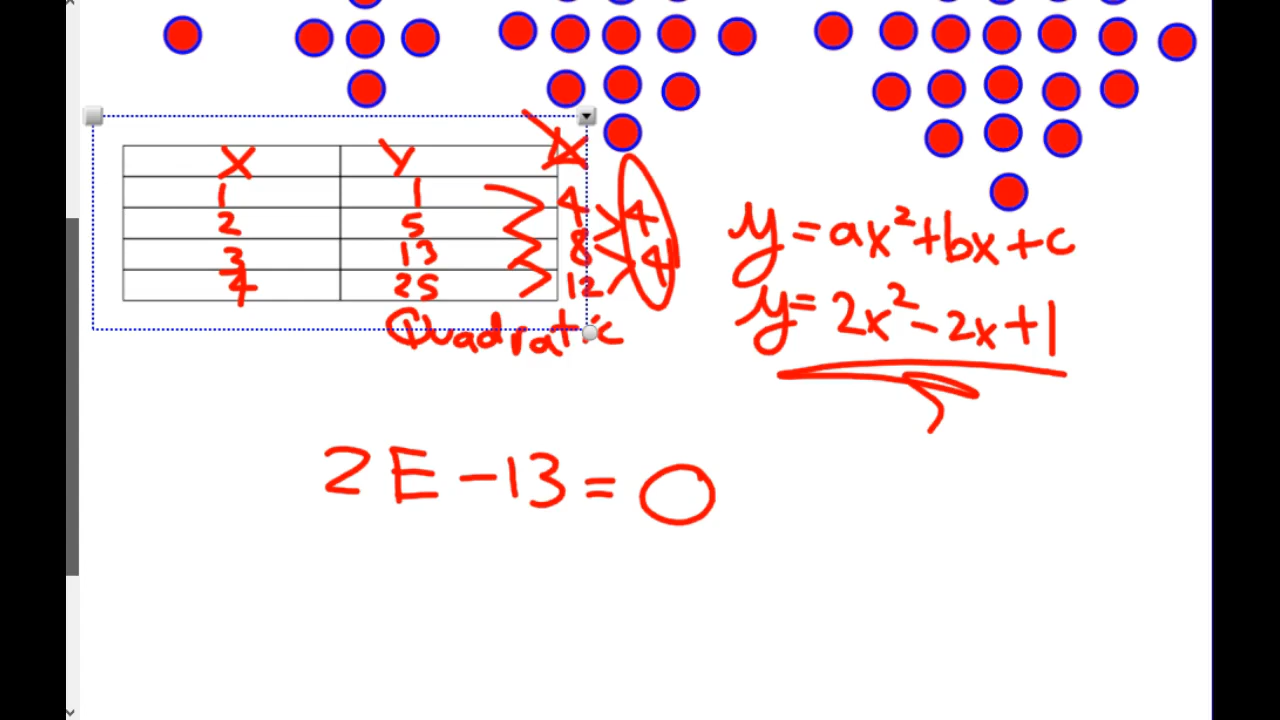 X Y Δ
1 1 4
2 5 8
3 13 12
4 25
4
4
Quadratic
y = ax²+bx+c
y = 2x² - 2x + 1
2E-13 = 0